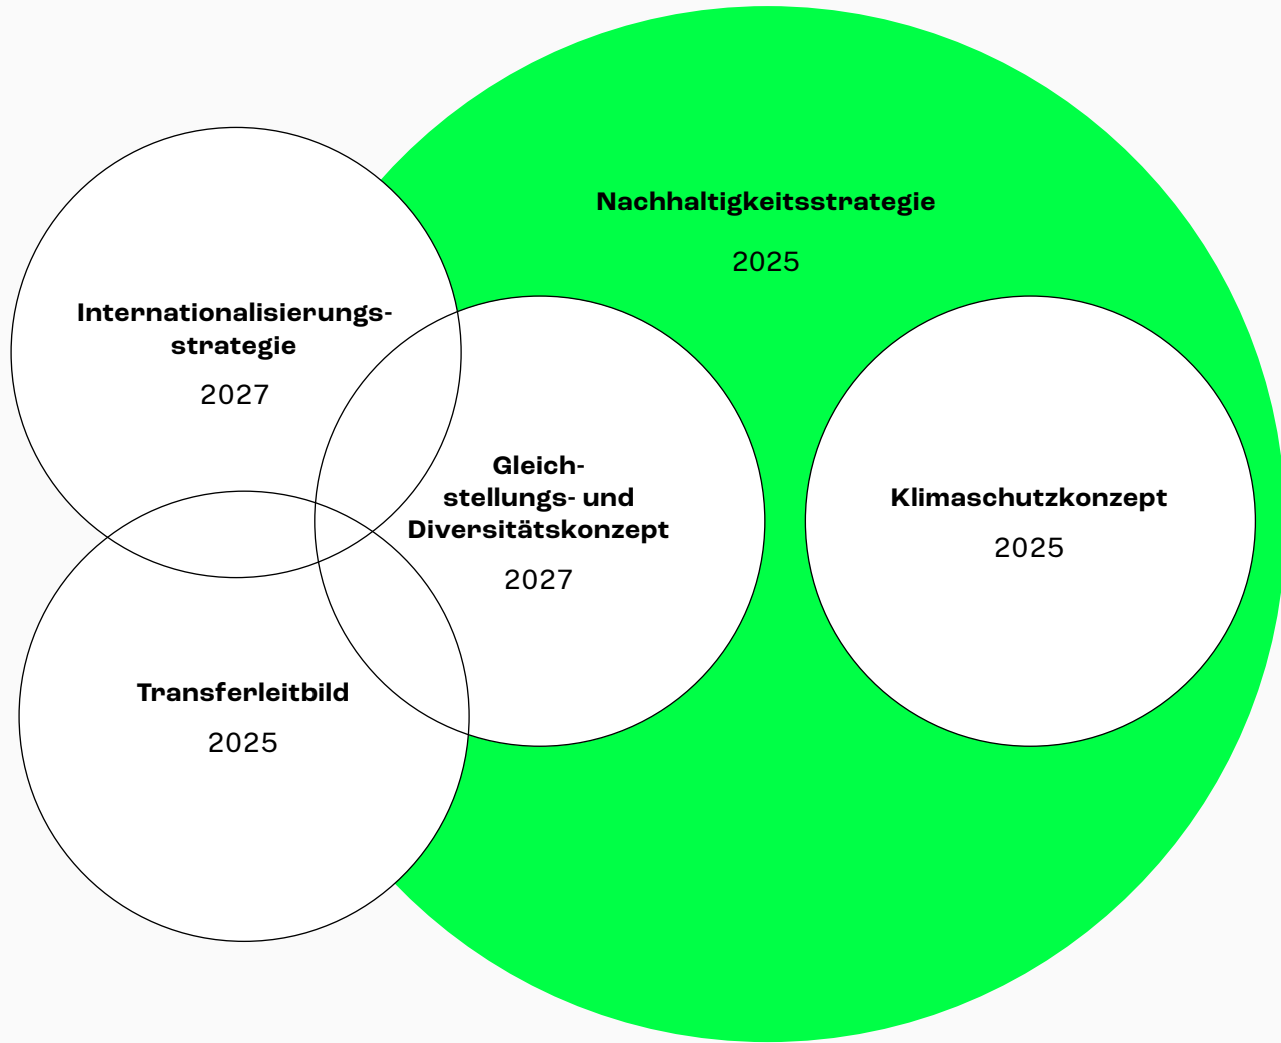 Nachhaltigkeitsstrategie
2025
Internationalisierungs-
strategie
2027
Gleich-
stellungs- und
Diversitätskonzept
2027
Klimaschutzkonzept
2025
Transferleitbild
2025